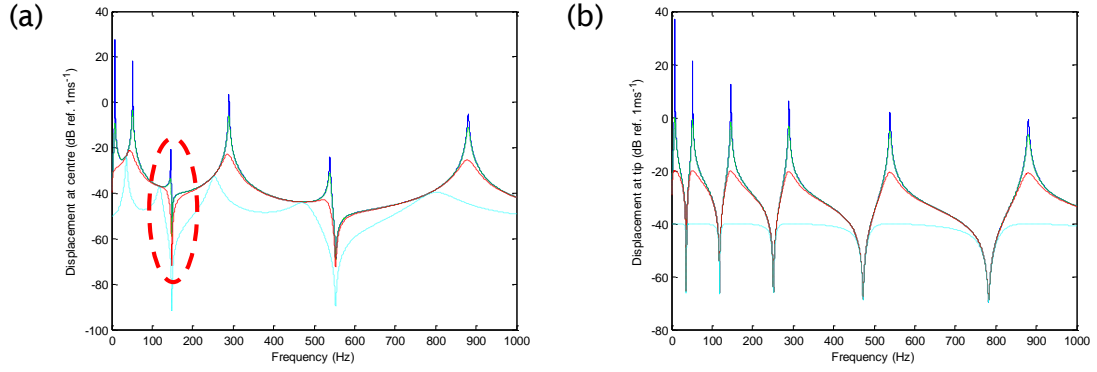 (a)
Displacement at centre (dB ref. 1ms⁻¹)
40
20
0
-20
-40
-60
-80
-100
0 100 200 300 400 500 600 700 800 900 1000
Frequency (Hz)
(b)
Displacement at tip (dB ref. 1ms⁻¹)
40
20
0
-20
-40
-60
-80
0 100 200 300 400 500 600 700 800 900 1000
Frequency (Hz)